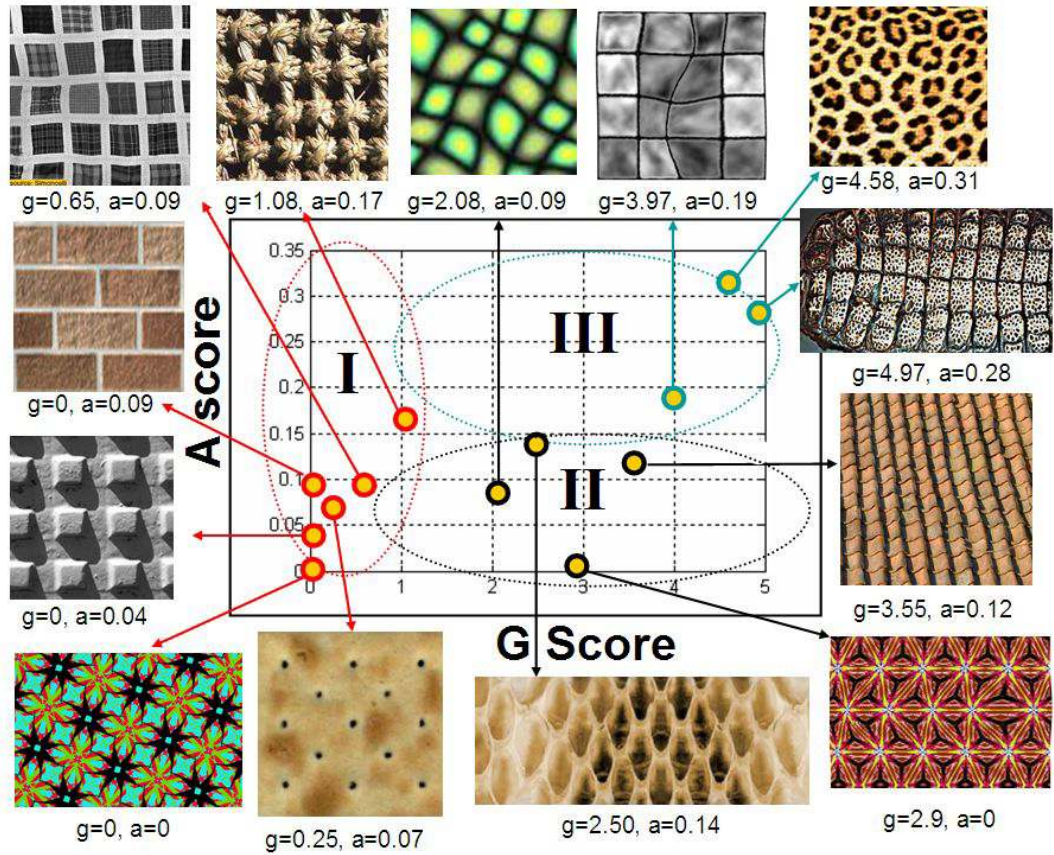 source: Simoncelli
g=0.65, a=0.09
g=1.08, a=0.17
g=2.08, a=0.09
g=3.97, a=0.19
g=4.58, a=0.31
g=0, a=0.09
g=4.97, a=0.28
g=0, a=0.04
g=3.55, a=0.12
A score
0.35
0.3
0.25
0.2
0.15
0.1
0.05
0
I
III
II
0 1 2 3 4 5
G Score
g=0, a=0
g=0.25, a=0.07
g=2.50, a=0.14
g=2.9, a=0